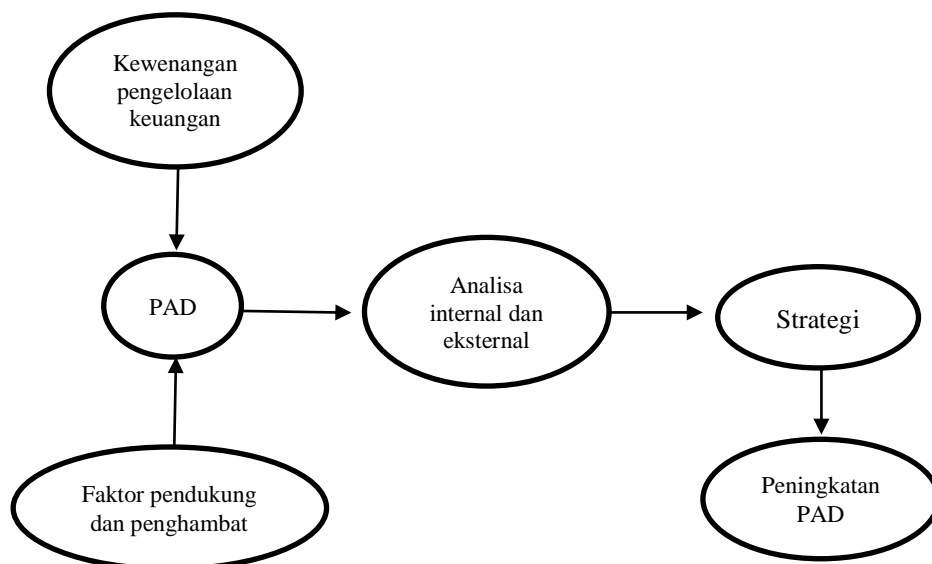 Kewenangan
pengelolaan
keuangan
PAD
Analisa
internal dan
eksternal
Strategi
Faktor pendukung
dan penghambat
Peningkatan
PAD